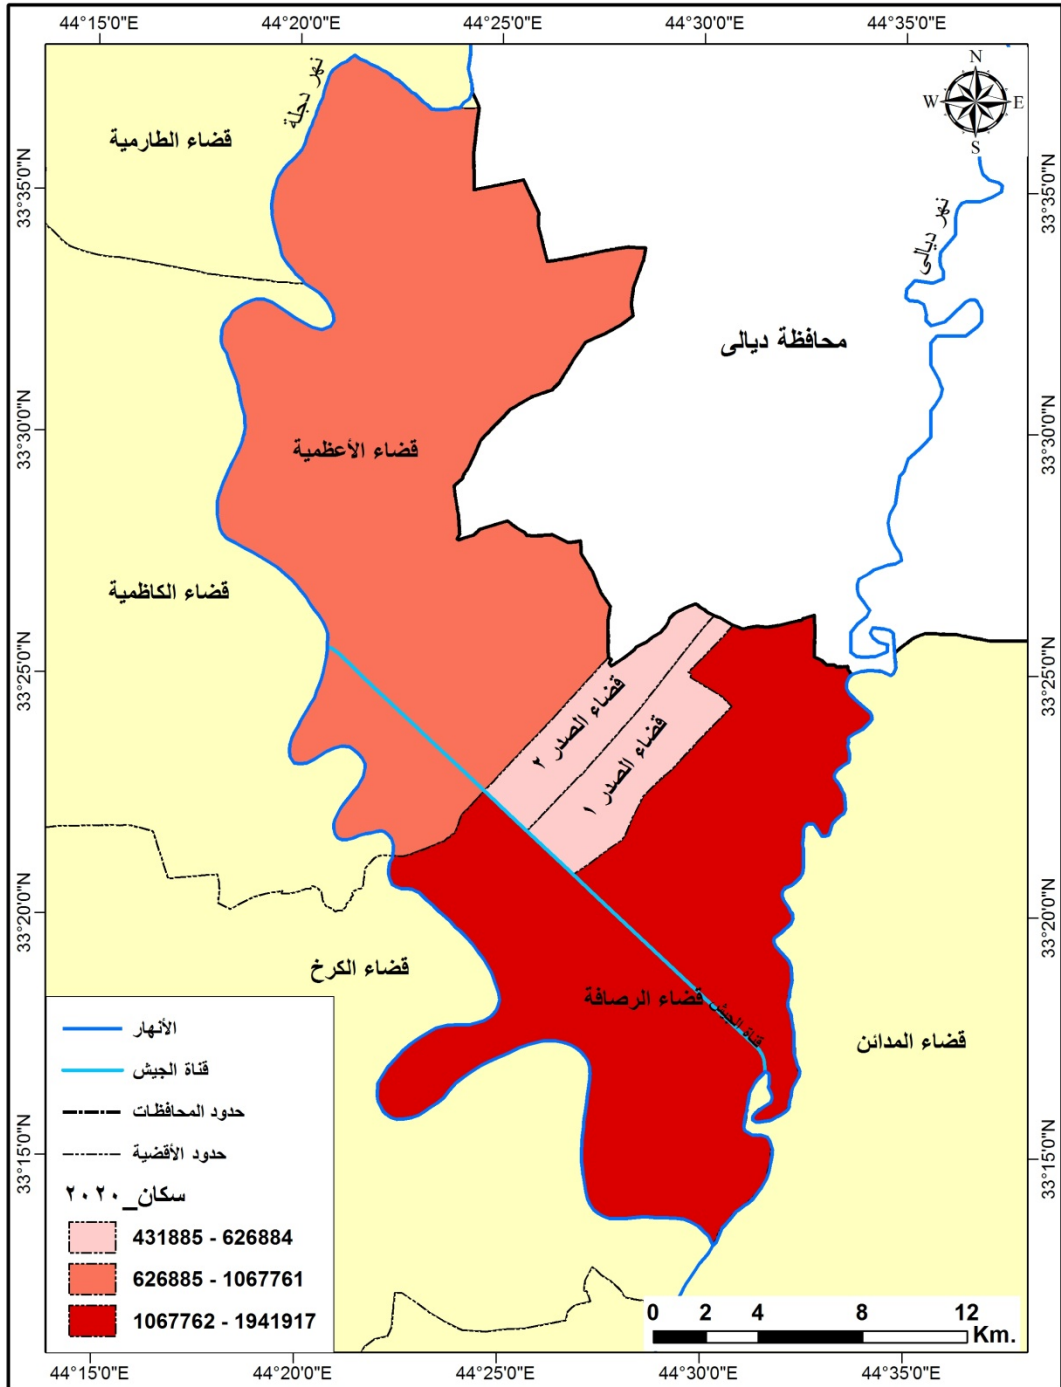 44°15'0"E 44°20'0"E 44°25'0"E 44°30'0"E 44°35'0"E
N
W E
S
نهر دجلة
قضاء الطارمية
33°35'0"N 33°35'0"N
نهر ديالى
محافظة ديالى
33°30'0"N 33°30'0"N
قضاء الأعظمية
قضاء الكاظمية
33°25'0"N 33°25'0"N
قضاء الصدر ٢
قضاء الصدر ١
33°20'0"N 33°20'0"N
قضاء الكرخ
قضاء الرصافة
قناة الجيش
قضاء المدائن
33°15'0"N 33°15'0"N
الأنهار
قناة الجيش
حدود المحافظات
حدود الأقضية
سكان_٢٠٢٠
431885 - 626884
626885 - 1067761
1067762 - 1941917
0 2 4 8 12
Km.
44°15'0"E 44°20'0"E 44°25'0"E 44°30'0"E 44°35'0"E